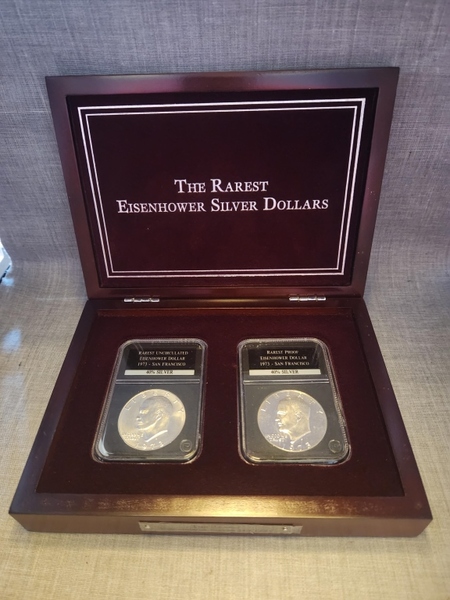 The Rarest
Eisenhower Silver Dollars
Rarest Uncirculated
Eisenhower Dollar
1973 - San Francisco
40% SILVER
Rarest Proof
Eisenhower Dollar
1973 - San Francisco
40% SILVER